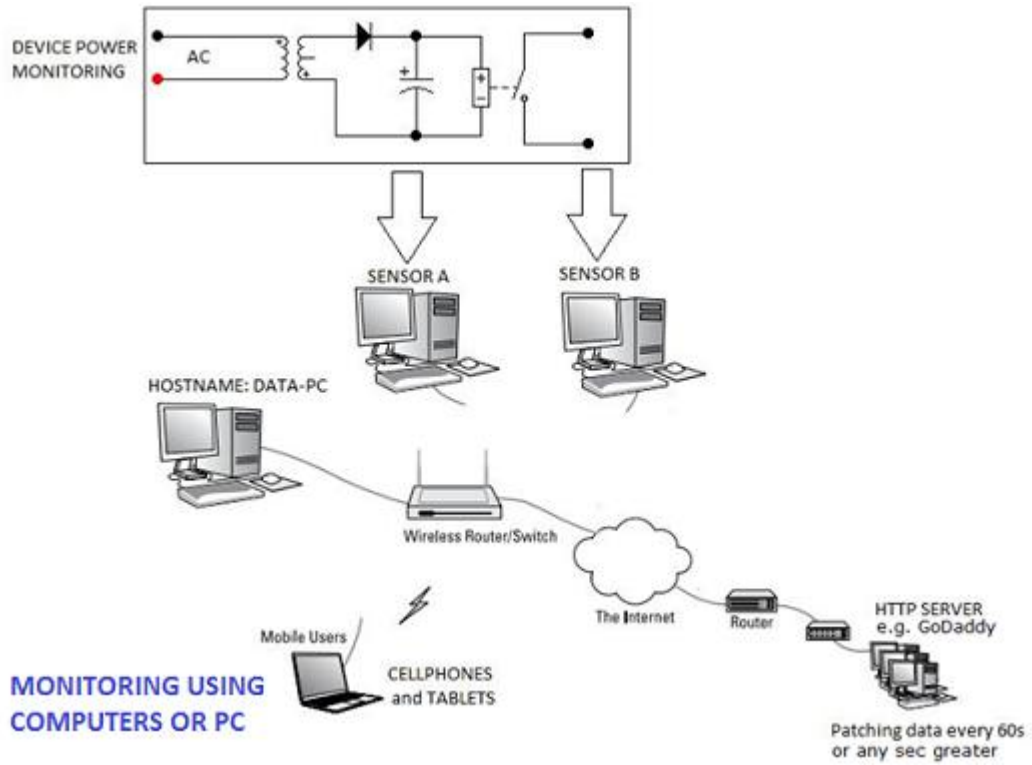 DEVICE POWER
MONITORING
AC
SENSOR A
SENSOR B
HOSTNAME: DATA-PC
Wireless Router/Switch
The Internet
Router
HTTP SERVER
e.g. GoDaddy
Mobile Users
CELLPHONES
and TABLETS
MONITORING USING
COMPUTERS OR PC
Patching data every 60s
or any sec greater